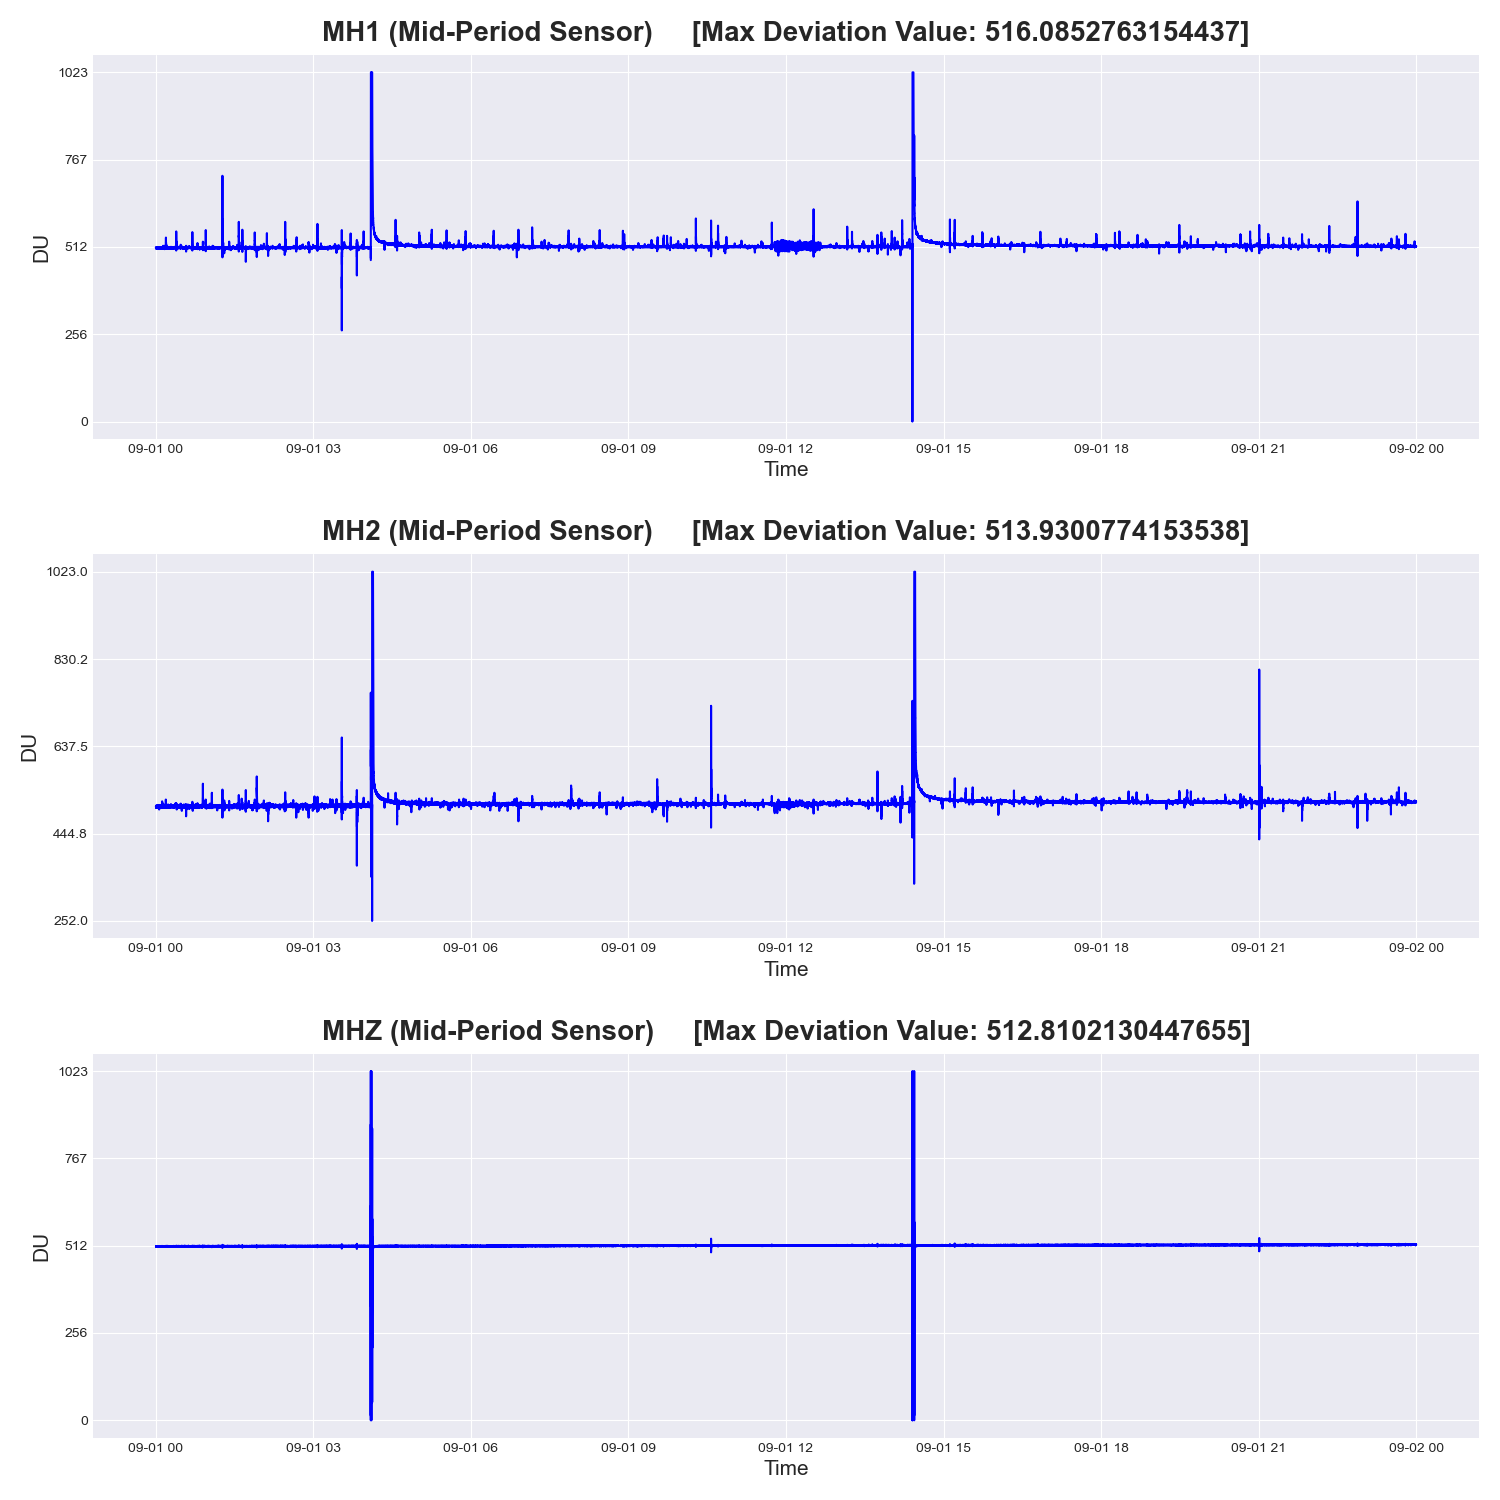 MH1 (Mid-Period Sensor) [Max Deviation Value: 516.0852763154437]
1023
767
512
256
0
DU
09-01 00 09-01 03 09-01 06 09-01 09 09-01 12 09-01 15 09-01 18 09-01 21 09-02 00
Time
MH2 (Mid-Period Sensor) [Max Deviation Value: 513.9300774153538]
1023.0
830.2
637.5
444.8
252.0
DU
09-01 00 09-01 03 09-01 06 09-01 09 09-01 12 09-01 15 09-01 18 09-01 21 09-02 00
Time
MHZ (Mid-Period Sensor) [Max Deviation Value: 512.8102130447655]
1023
767
512
256
0
DU
09-01 00 09-01 03 09-01 06 09-01 09 09-01 12 09-01 15 09-01 18 09-01 21 09-02 00
Time